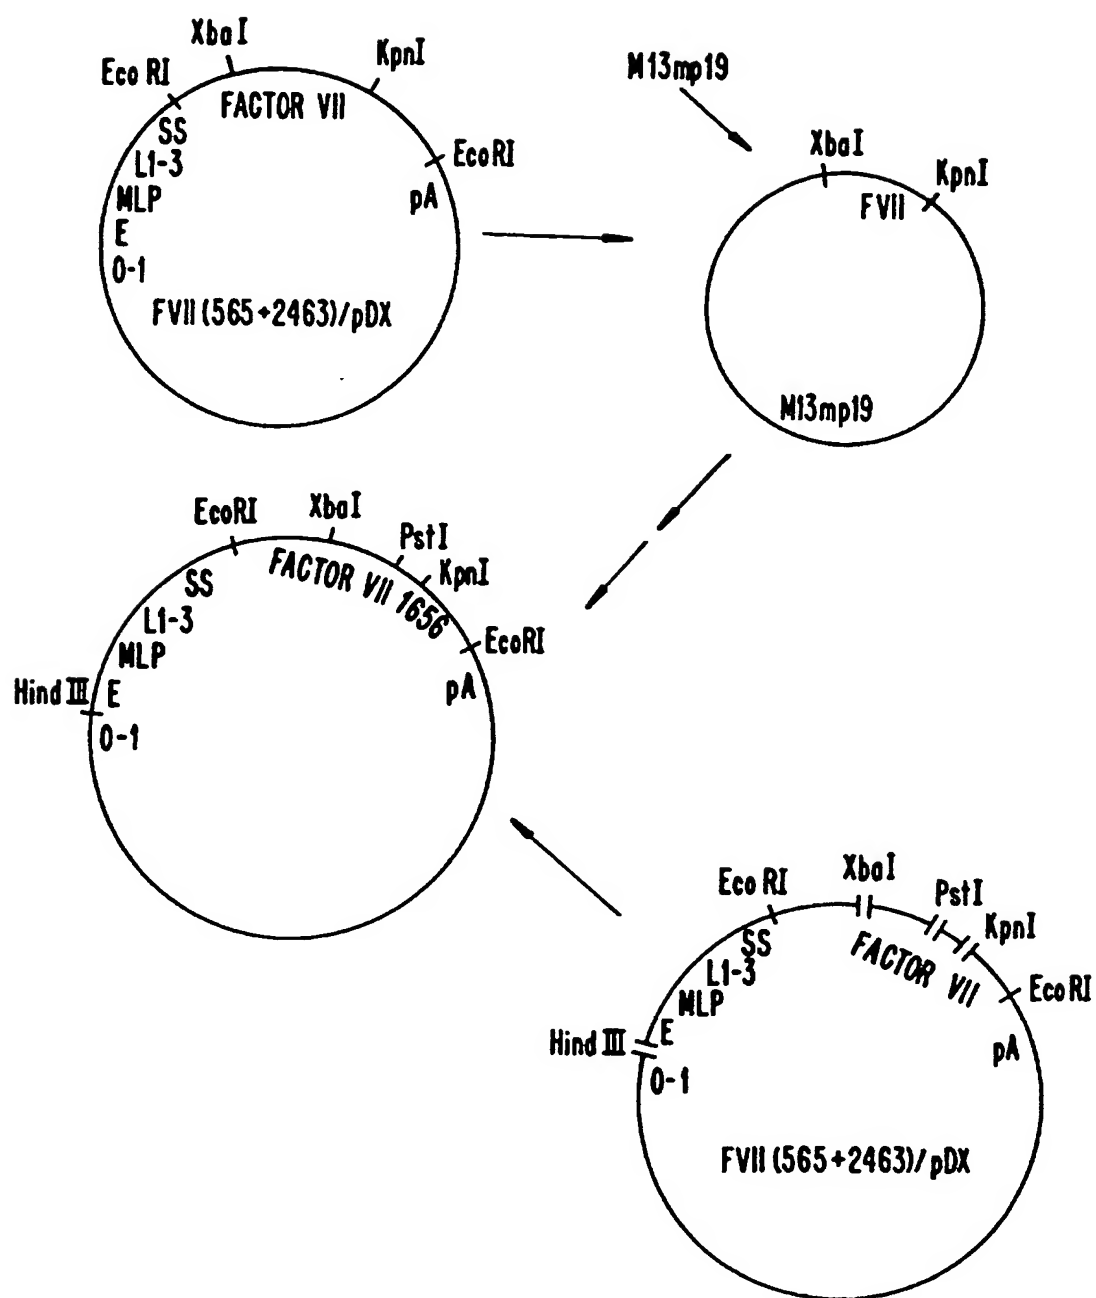 XbaI
EcoRI
KpnI
FACTOR VII
SS
L1-3
MLP
E
0-1
EcoRI
pA
FVII(565+2463)/pDX
M13mp19
XbaI
KpnI
FVII
M13mp19
EcoRI
XbaI
PstI
KpnI
FACTOR VII 1656
SS
L1-3
MLP
EcoRI
Hind III
E
0-1
pA
EcoRI
XbaI
PstI
KpnI
FACTOR VII
SS
L1-3
MLP
EcoRI
Hind III
E
0-1
pA
FVII(565+2463)/pDX